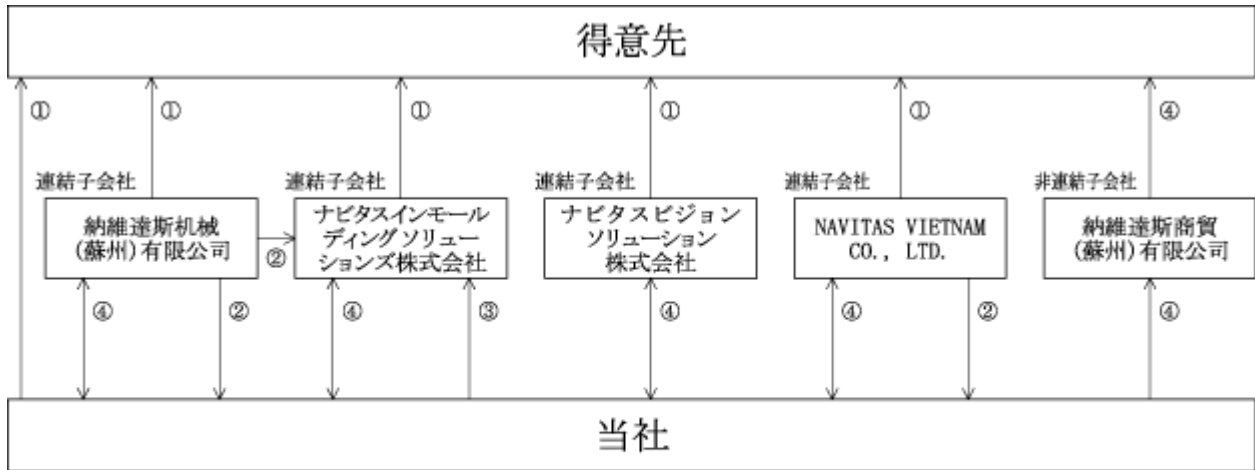 得意先
①
①
①
①
①
④
連結子会社
連結子会社
連結子会社
連結子会社
非連結子会社
納維達斯机械
(蘇州)有限公司
②
ナビタスインモール
ディングソリュー
ションズ株式会社
ナビタスビジョン
ソリューション
株式会社
NAVITAS VIETNAM
CO., LTD.
納維達斯商貿
(蘇州)有限公司
④
②
④
③
④
④
②
④
当社